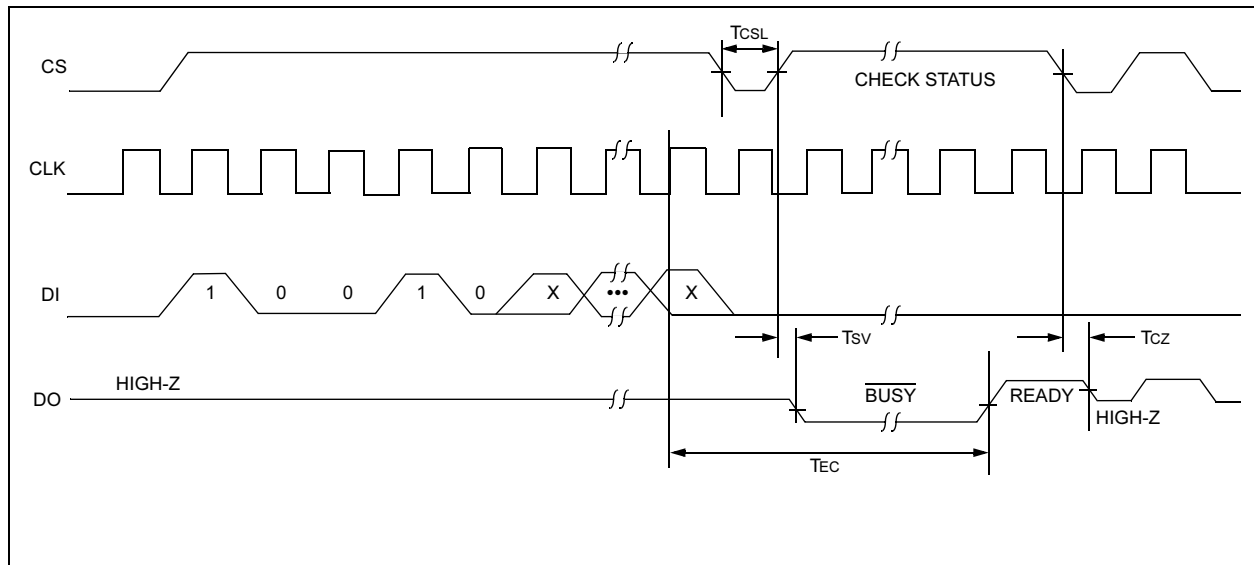 TCSL
CS
CHECK STATUS
CLK
DI
1 0 0 1 0 X ••• X
TSV
TCZ
HIGH-Z
DO
BUSY
READY
HIGH-Z
TEC